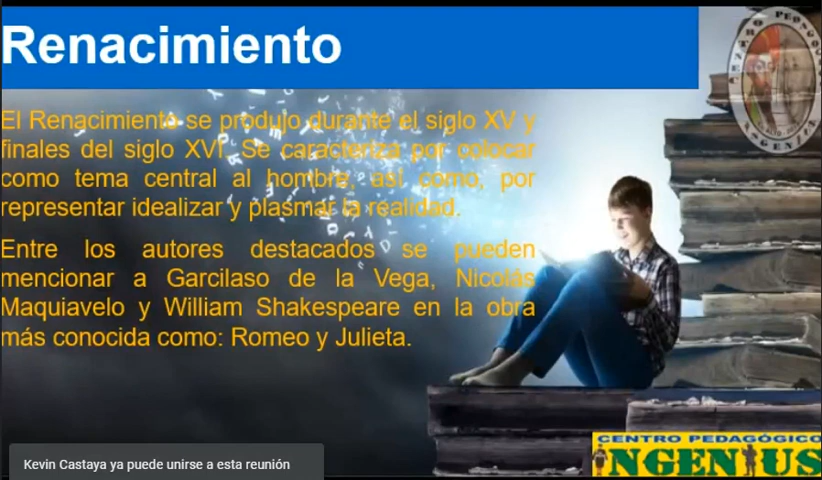 Renacimiento
El Renacimiento se produjo durante el siglo XV y
finales del siglo XVI. Se caracteriza por colocar
como tema central al hombre, así como, por
representar idealizar y plasmar la realidad.
Entre los autores destacados se pueden
mencionar a Garcilaso de la Vega, Nicolás
Maquiavelo y William Shakespeare en la obra
más conocida como: Romeo y Julieta.
CENTRO PEDAGÓGICO
INGENIUS
Kevin Castaya ya puede unirse a esta reunión